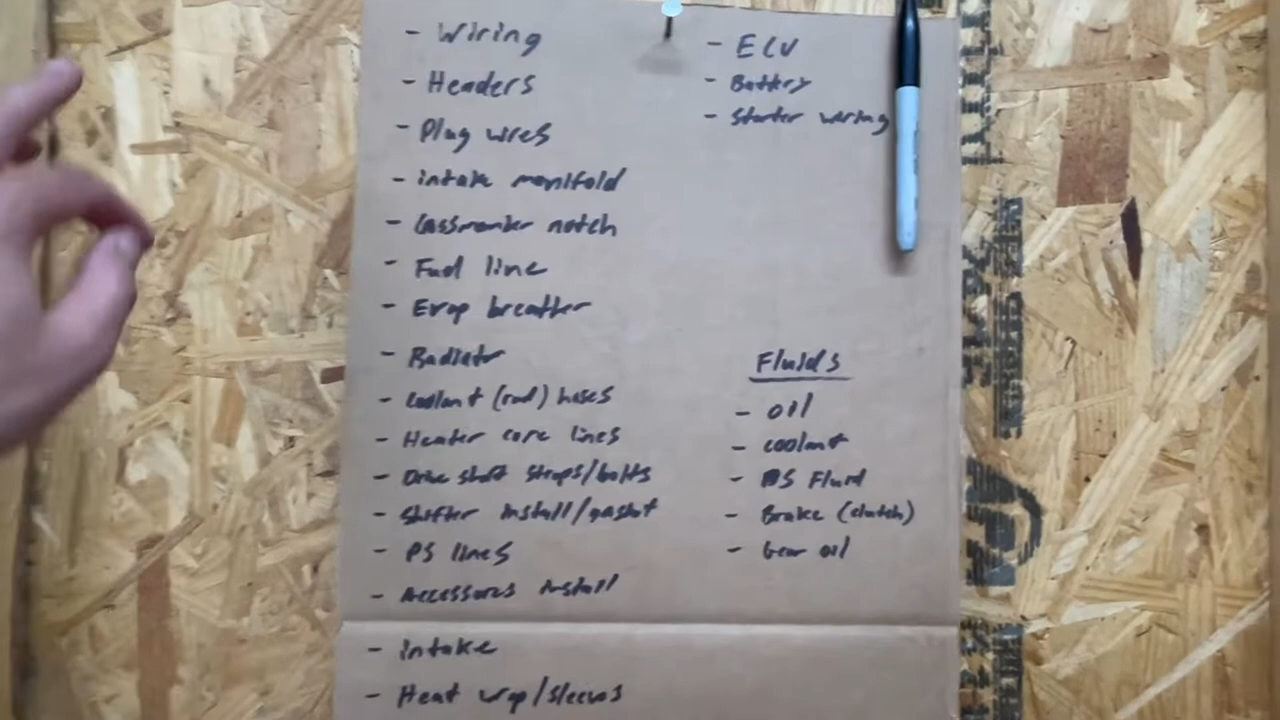 - Wiring
- Headers
- Plug wires
- intake manifold
- Crossmember notch
- Fuel line
- Evap breather
- Radiator
- Coolant (rad) hoses
- Heater core lines
- Drive shaft straps/bolts
- Shifter install/gasket
- PS lines
- Accessories install
- intake
- Heat wrap/sleeves
- ECU
- Battery
- Starter wiring
Fluids
- oil
- coolant
- PS Fluid
- Brake (clutch)
- Gear oil